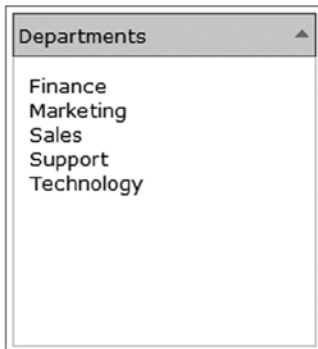 Departments
Finance
Marketing
Sales
Support
Technology